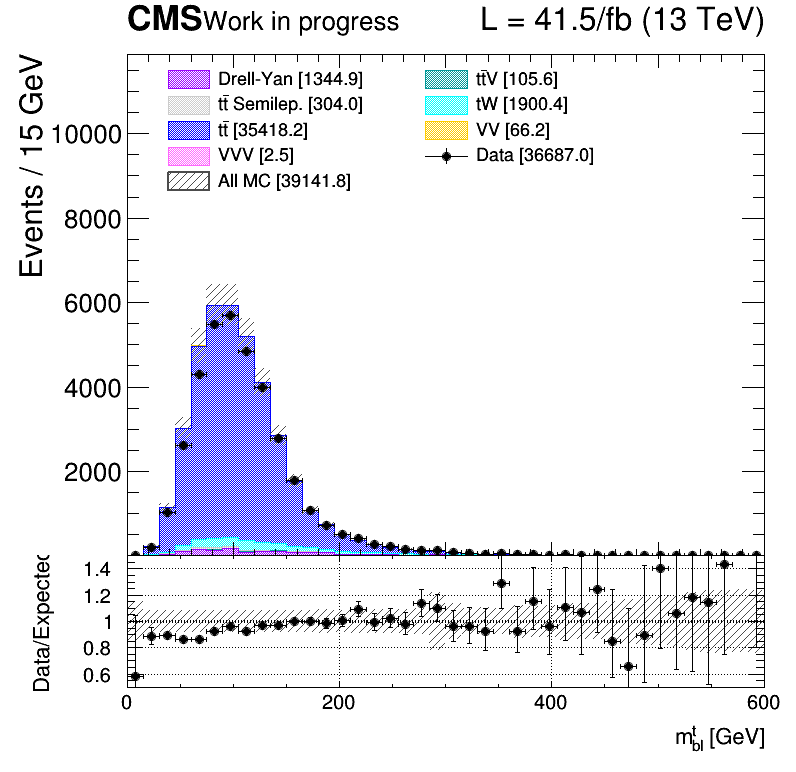 CMS Work in progress L = 41.5/fb (13 TeV)
Events / 15 GeV
10000
8000
6000
4000
2000
Drell-Yan [1344.9]
tt̄ Semilep. [304.0]
tt̄ [35418.2]
VVV [2.5]
All MC [39141.8]
tt̄V [105.6]
tW [1900.4]
VV [66.2]
Data [36687.0]
Data/Expected
1.4
1.2
1
0.8
0.6
0 200 400 600
m^t_bl [GeV]